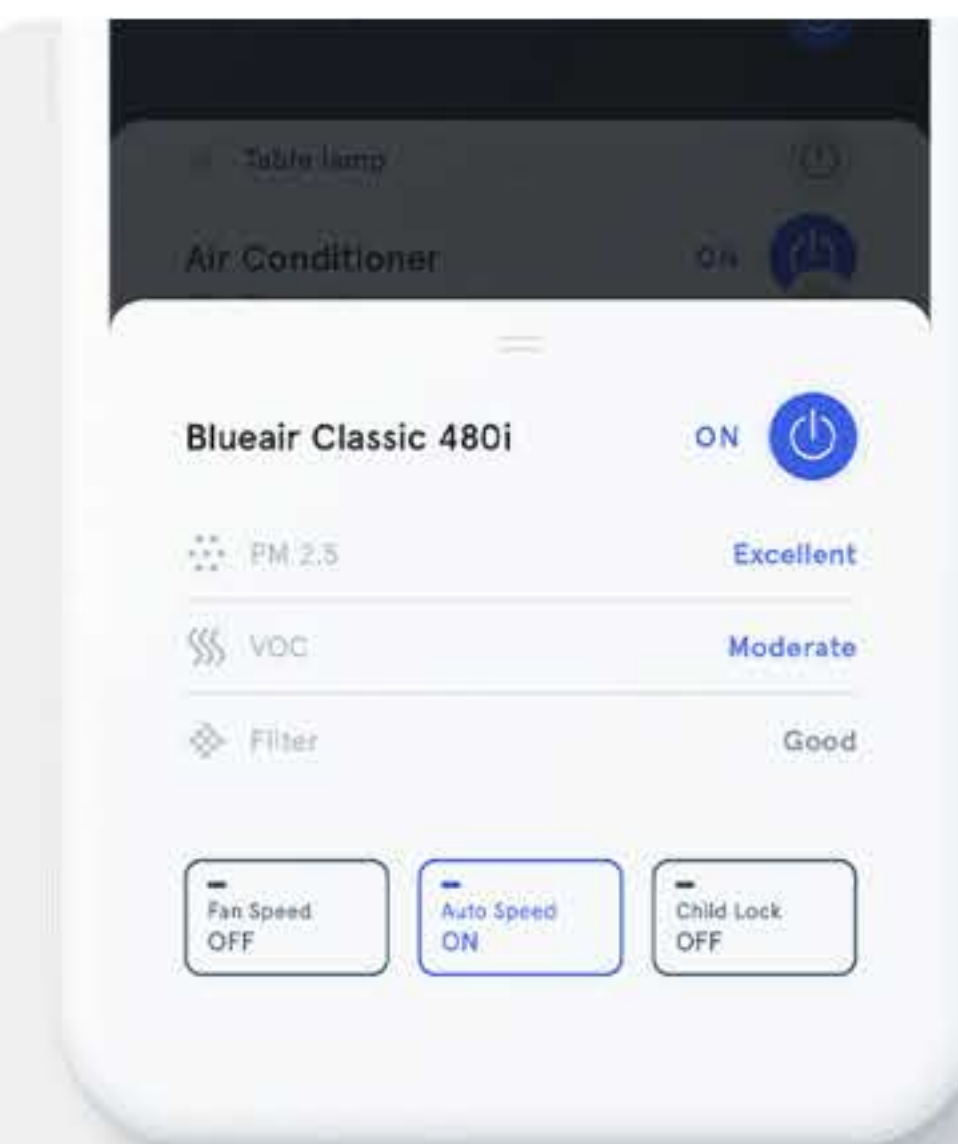 Table lamp
Air Conditioner ON
Blueair Classic 480i ON
PM 2.5 Excellent
VOC Moderate
Filter Good
Fan Speed Auto Speed Child Lock
OFF ON OFF